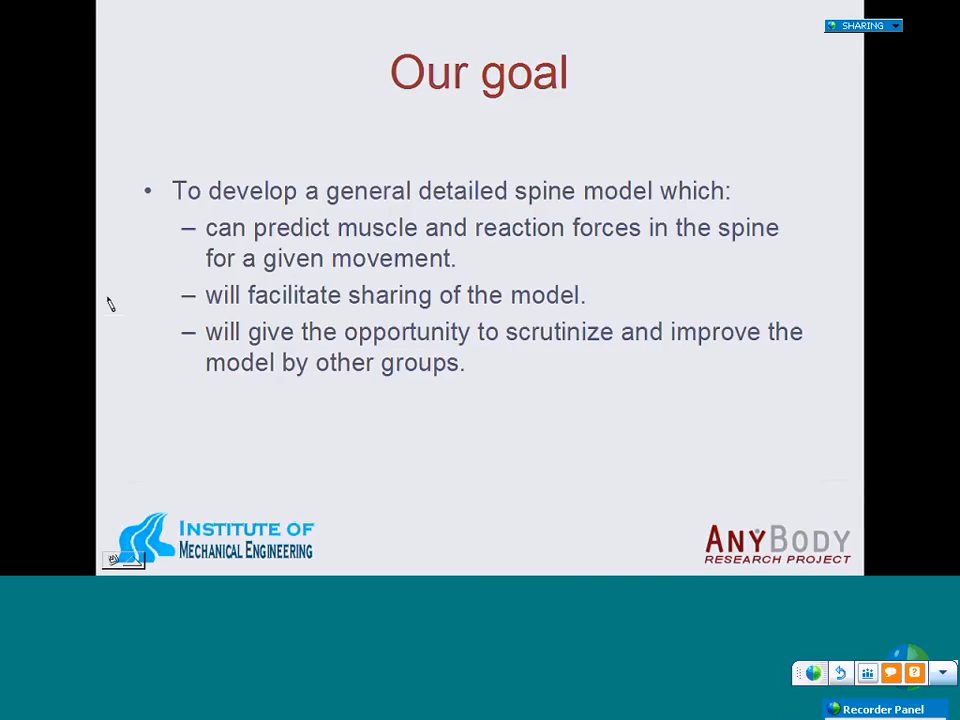 SHARING
Our goal
• To develop a general detailed spine model which:
– can predict muscle and reaction forces in the spine
for a given movement.
– will facilitate sharing of the model.
– will give the opportunity to scrutinize and improve the
model by other groups.
INSTITUTE OF
MECHANICAL ENGINEERING
ANYBODY
RESEARCH PROJECT
Recorder Panel